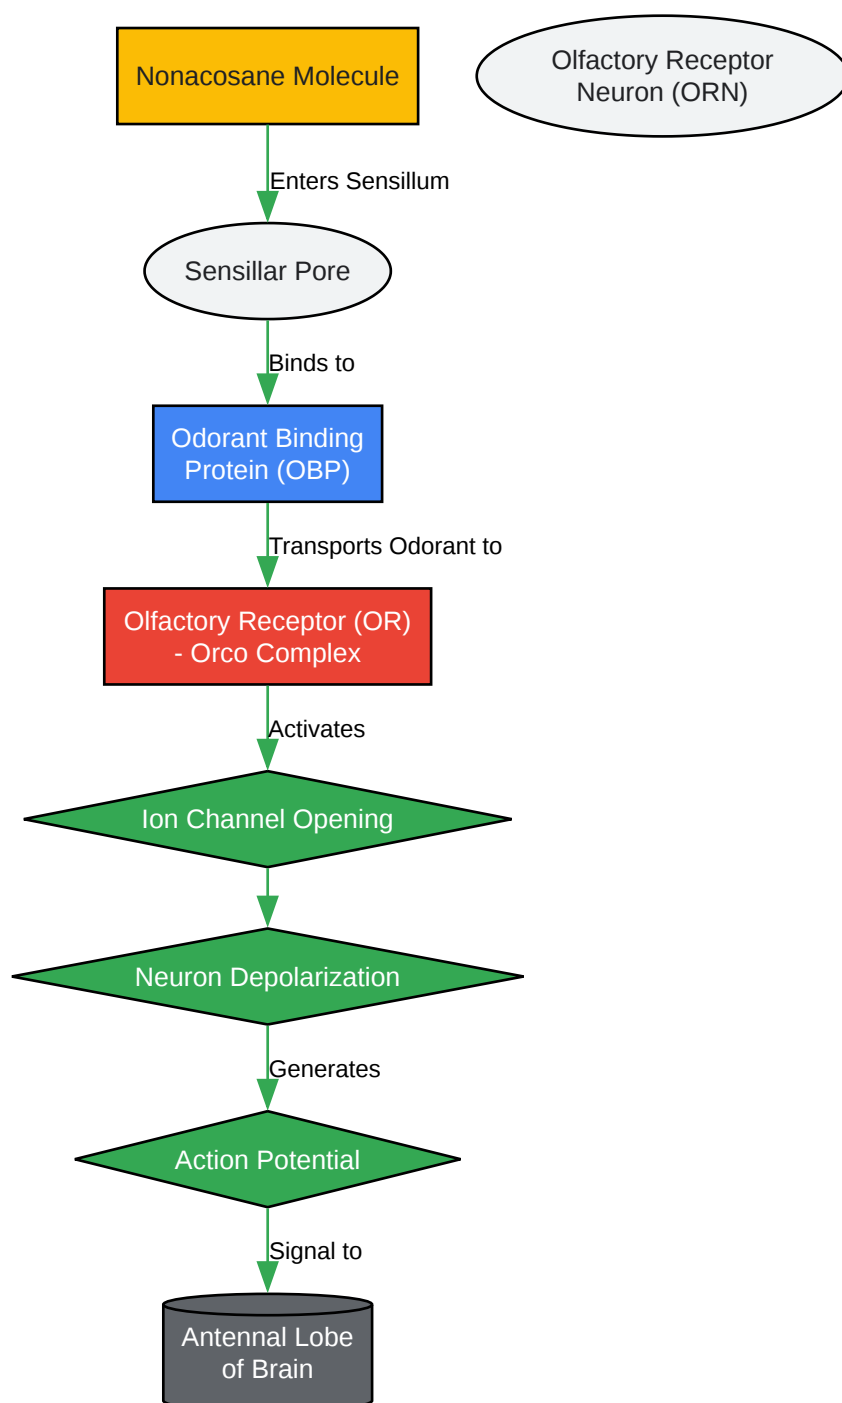 Nonacosane Molecule
Olfactory Receptor
Neuron (ORN)
Enters Sensillum
Sensillar Pore
Binds to
Odorant Binding
Protein (OBP)
Transports Odorant to
Olfactory Receptor (OR)
- Orco Complex
Activates
Ion Channel Opening
Neuron Depolarization
Generates
Action Potential
Signal to
Antennal Lobe
of Brain